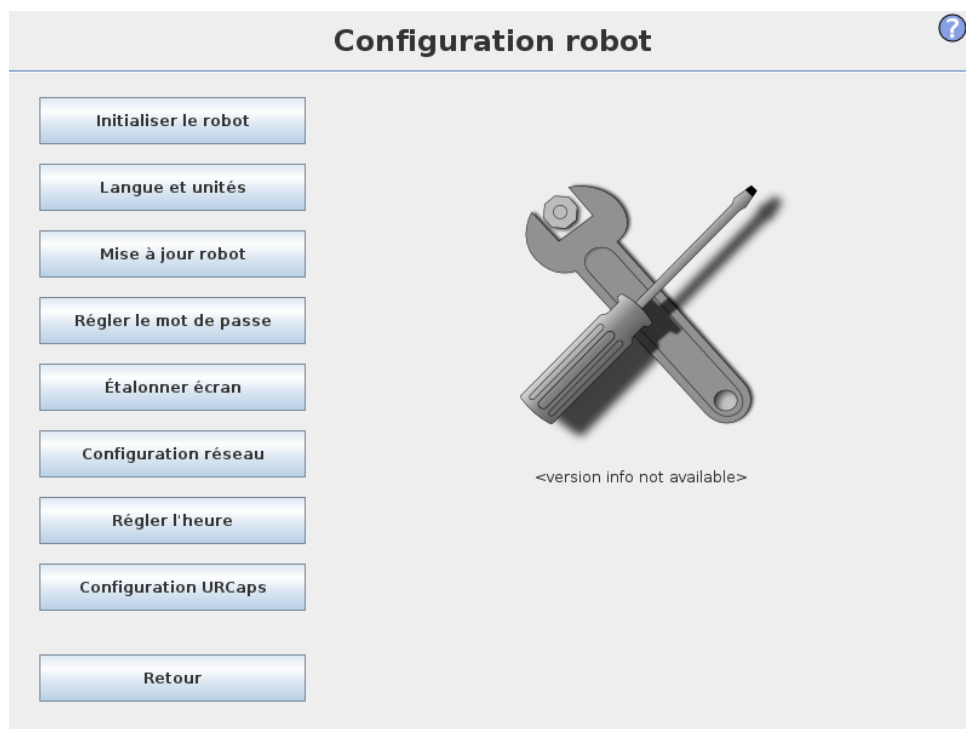 Configuration robot
?
Initialiser le robot
Langue et unités
Mise à jour robot
Régler le mot de passe
Étalonner écran
Configuration réseau
Régler l'heure
Configuration URCaps
Retour
<version info not available>